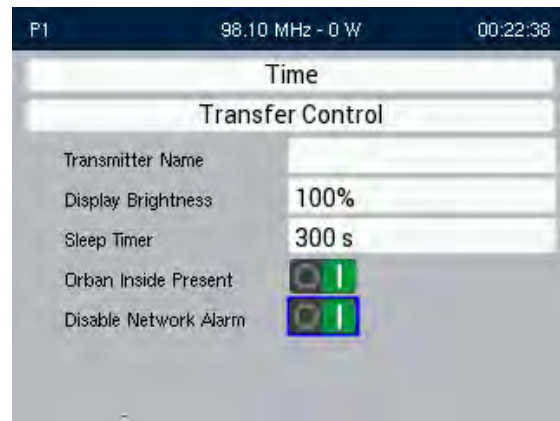 P1 98.10 MHz - 0 W 00:22:38
Time
Transfer Control
Transmitter Name
Display Brightness 100%
Sleep Timer 300 s
Orban Inside Present
Disable Network Alarm